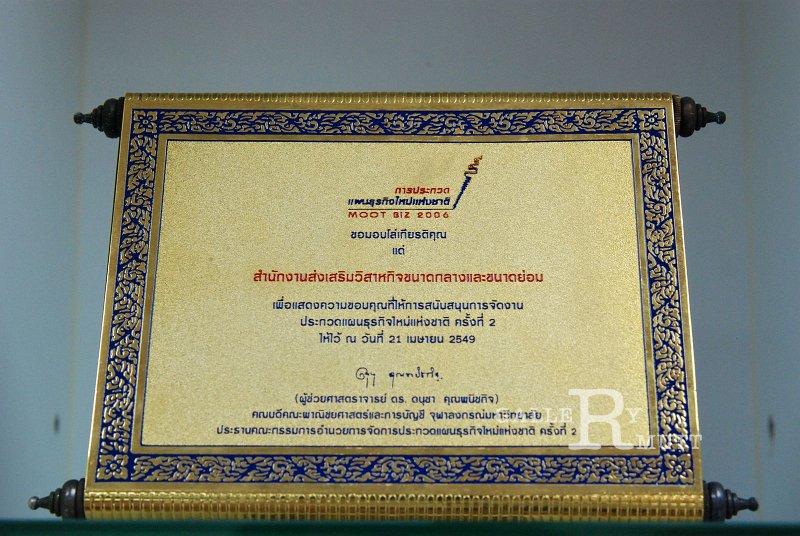 การประกวด
แผนธุรกิจใหม่แห่งชาติ
MOOT BIZ 2006
ขอมอบโล่เกียรติคุณ
แด่
สำนักงานส่งเสริมวิสาหกิจขนาดกลางและขนาดย่อม
เพื่อแสดงความขอบคุณที่ให้การสนับสนุนการจัดงาน
ประกวดแผนธุรกิจใหม่แห่งชาติ ครั้งที่ 2
ให้ไว้ ณ วันที่ 21 เมษายน 2549
(ผู้ช่วยศาสตราจารย์ ดร. ดนุชา คุณพนิชกิจ)
คณบดีคณะพาณิชยศาสตร์และการบัญชี จุฬาลงกรณ์มหาวิทยาลัย
ประธานคณะกรรมการอำนวยการจัดการประกวดแผนธุรกิจใหม่แห่งชาติ ครั้งที่ 2